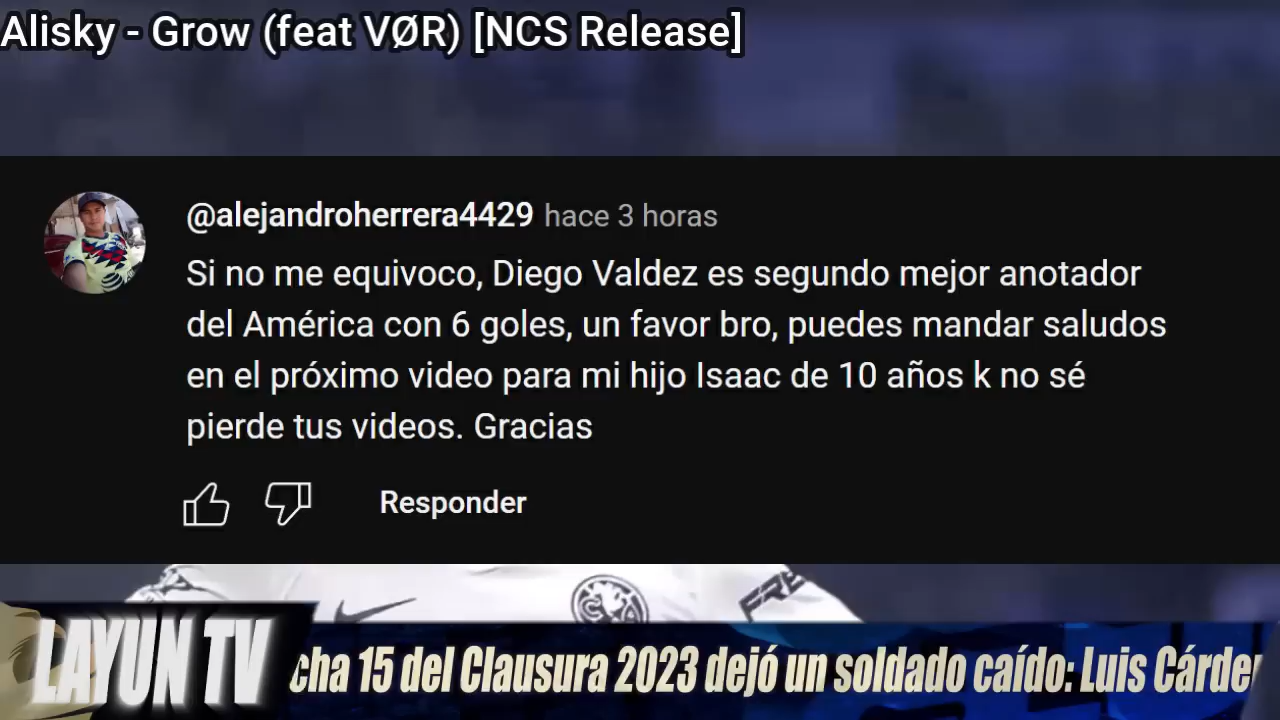 Alisky - Grow (feat VØR) [NCS Release]
@alejandroherrera4429 hace 3 horas
Si no me equivoco, Diego Valdez es segundo mejor anotador
del América con 6 goles, un favor bro, puedes mandar saludos
en el próximo video para mi hijo Isaac de 10 años k no sé
pierde tus videos. Gracias
Responder
CA
FRE
LAYUN TV
cha 15 del Clausura 2023 dejó un soldado caído: Luis Cárde